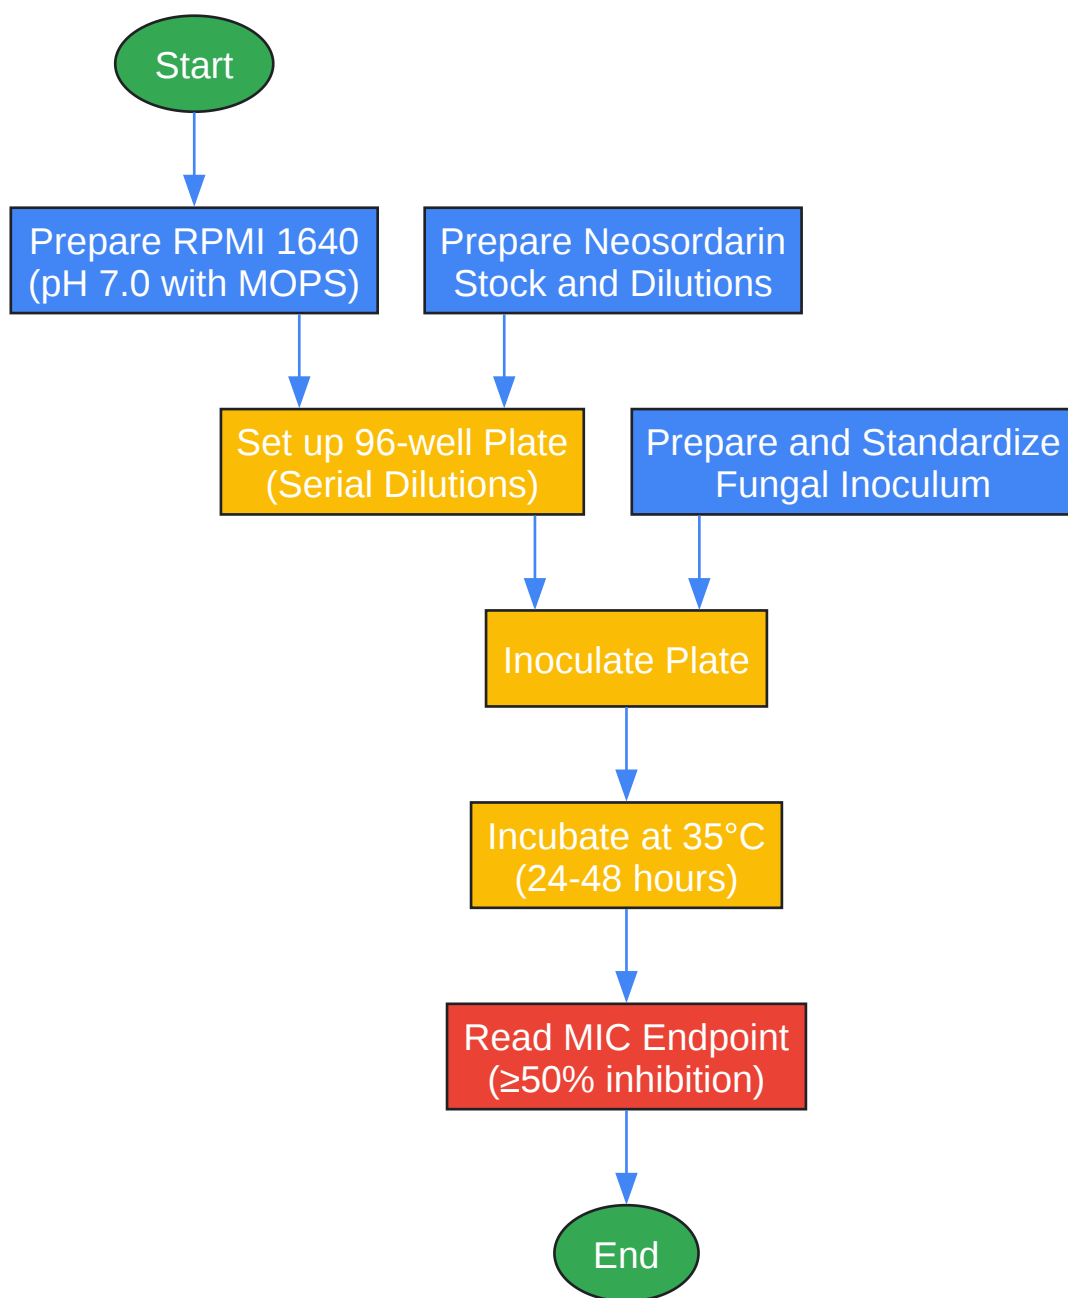 Start
Prepare RPMI 1640
(pH 7.0 with MOPS)
Prepare Neosordarin
Stock and Dilutions
Set up 96-well Plate
(Serial Dilutions)
Prepare and Standardize
Fungal Inoculum
Inoculate Plate
Incubate at 35°C
(24-48 hours)
Read MIC Endpoint
(≥50% inhibition)
End